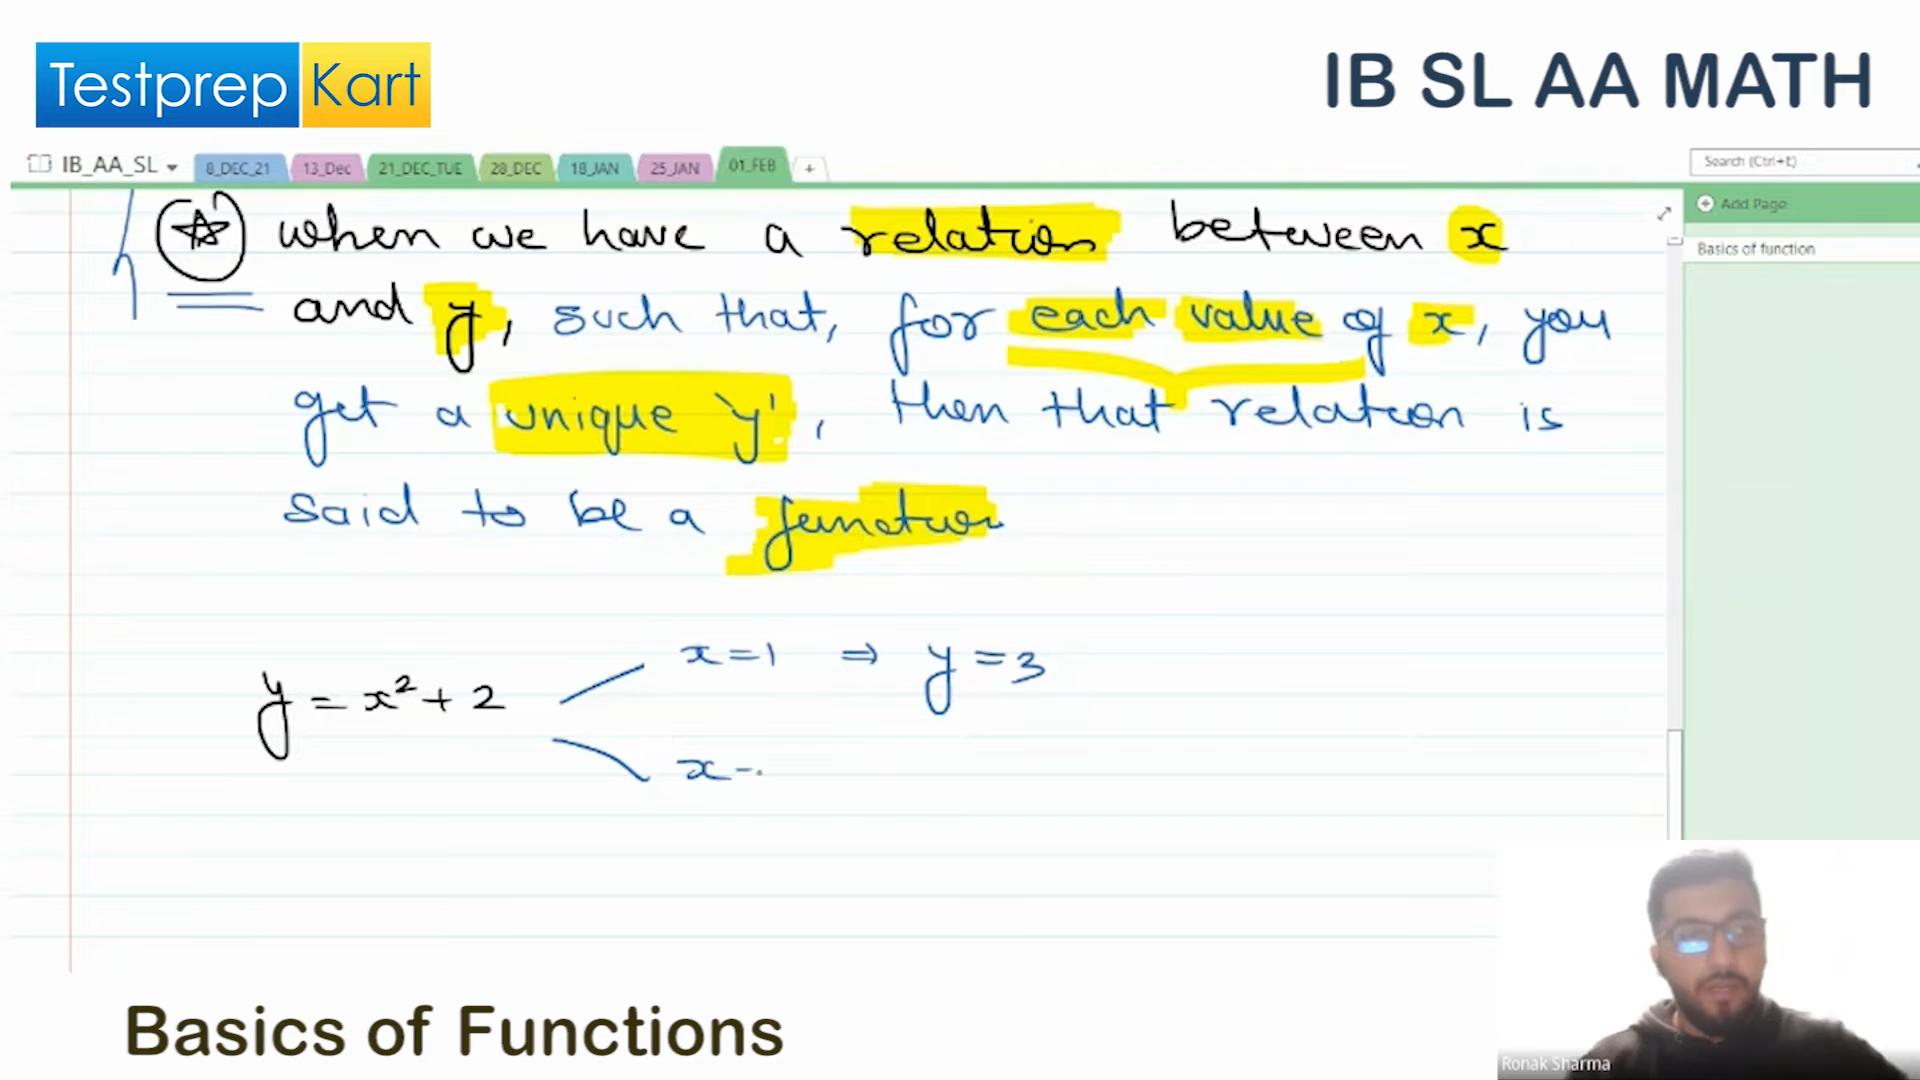 Testprep Kart
IB SL AA MATH
IB_AA_SL 8_DEC_21 13_Dec 21_DEC_TUE 28_DEC 18_JAN 25_JAN 01_FEB +
Search (Ctrl+E)
Add Page
Basics of function
when we have a relation between x
and y, such that, for each value of x, you
get a unique 'y', then that relation is
said to be a function
y = x² + 2
x = 1 ⇒ y = 3
x -
Basics of Functions
Ronak Sharma